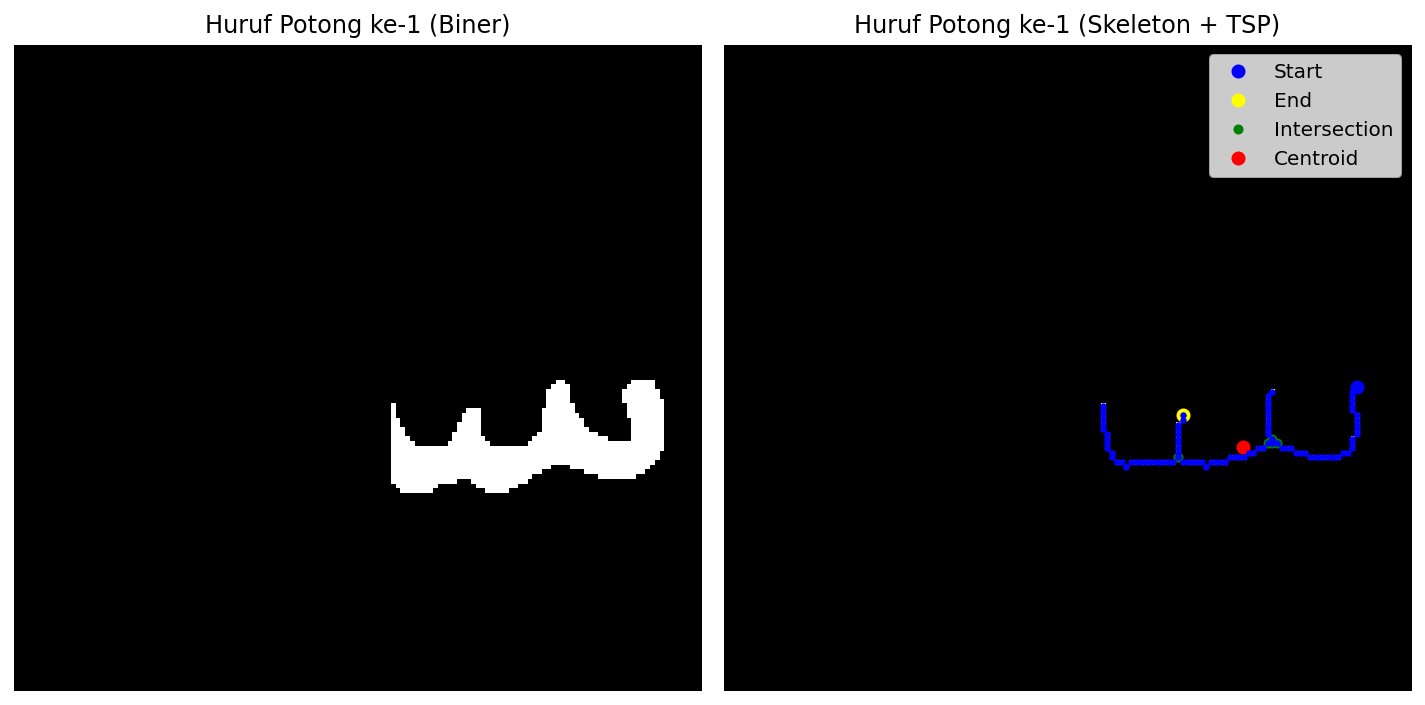 Huruf Potong ke-1 (Biner)
Huruf Potong ke-1 (Skeleton + TSP)
Start
End
Intersection
Centroid